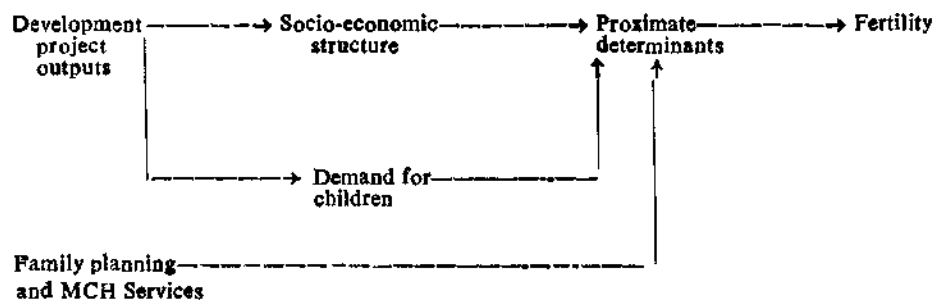 Development Socio-economic Proximate Fertility
project structure determinants
outputs
Demand for
children
Family planning
and MCH Services